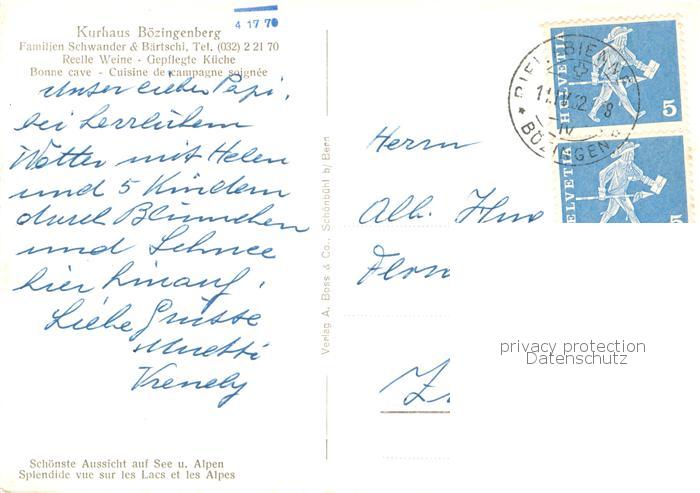 4 17 70
Kurhaus Bözingenberg
Familien Schwander & Bärtschi, Tel. (032) 2 21 70
Reelle Weine - Gepflegte Küche
Bonne cave - Cuisine de campagne soignée
Unser lieber Papi,
bei herrlichem
Wetter mit Helen
und 5 Kindern
durch Blümchen
und Schnee
hier hinauf.
Liebe Grüsse
Muetti
Vreneli
Schönste Aussicht auf See u. Alpen
Splendide vue sur les Lacs et les Alpes
Verlag A. Boss & Co., Schönbühl b/Bern
HELVETIA
5
HELVETIA
5
BIEL-BIENNE
BÖZINGEN
Herrn
Alb.
privacy protection
Datenschutz